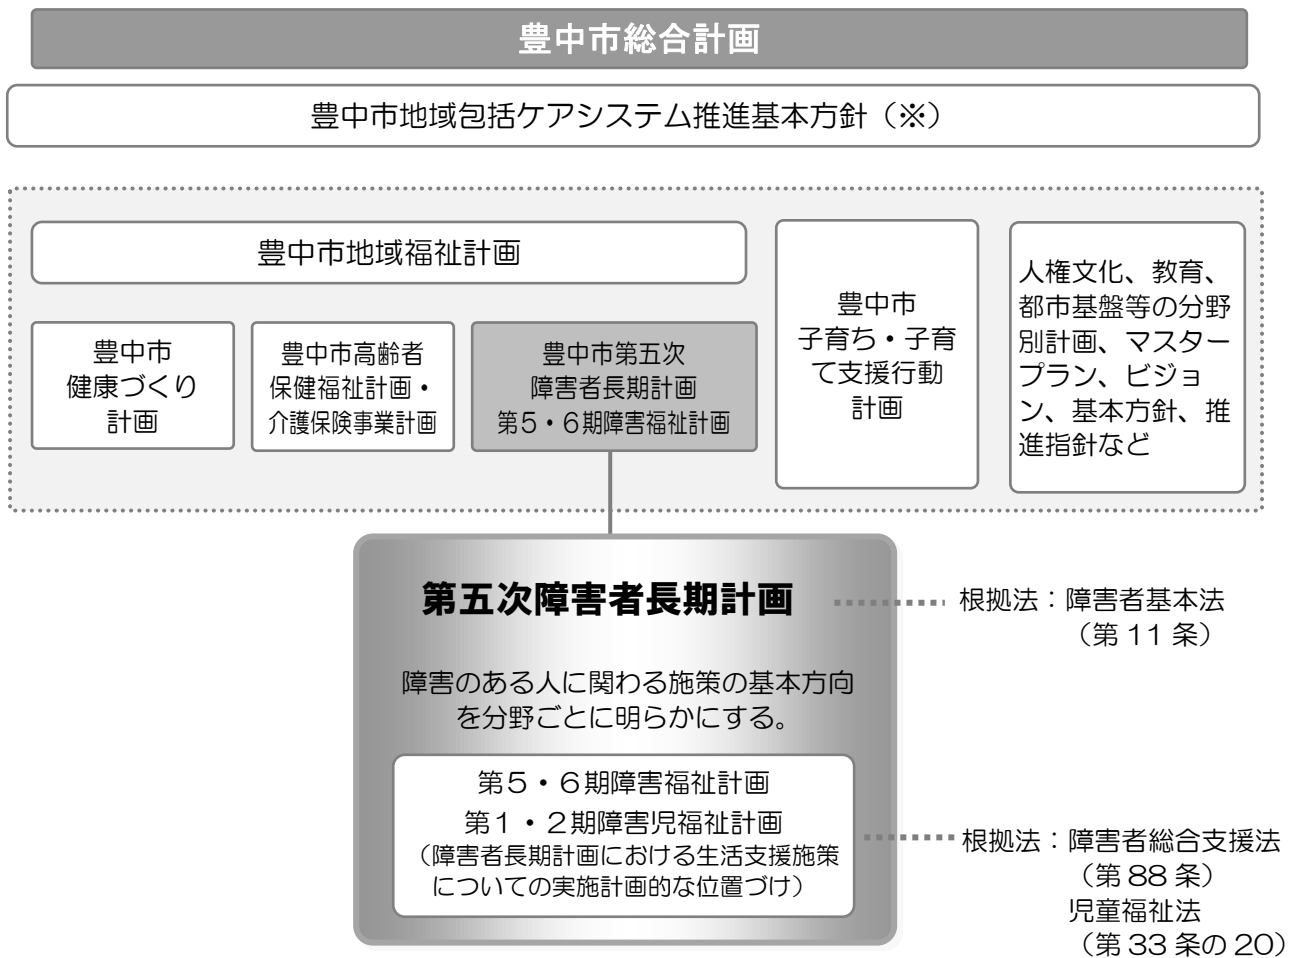 豊中市総合計画
豊中市地域包括ケアシステム推進基本方針（※）
豊中市地域福祉計画
豊中市
健康づくり
計画
豊中市高齢者
保健福祉計画・
介護保険事業計画
豊中市第五次
障害者長期計画
第５・６期障害福祉計画
豊中市
子育ち・子育
て支援行動
計画
人権文化、教育、
都市基盤等の分野
別計画、マスター
プラン、ビジョ
ン、基本方針、推
進指針など
第五次障害者長期計画
根拠法：障害者基本法
（第 11 条）
障害のある人に関わる施策の基本方向
を分野ごとに明らかにする。
第５・６期障害福祉計画
第１・２期障害児福祉計画
（障害者長期計画における生活支援施策
についての実施計画的な位置づけ）
根拠法：障害者総合支援法
（第 88 条）
児童福祉法
（第 33 条の 20）